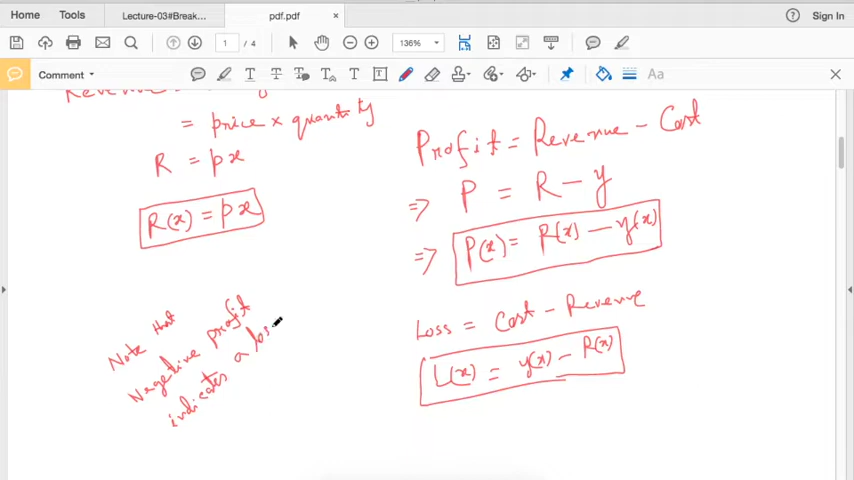 Home Tools Lecture-03#Break... pdf.pdf × Sign In
1 / 4 136%
Comment
= price × quantity
R = px
R(x) = px
Profit = Revenue - Cost
=> P = R - y
=> P(x) = R(x) - y(x)
Loss = Cost - Revenue
L(x) = y(x) - R(x)
Note that
Negative profit
indicates a los